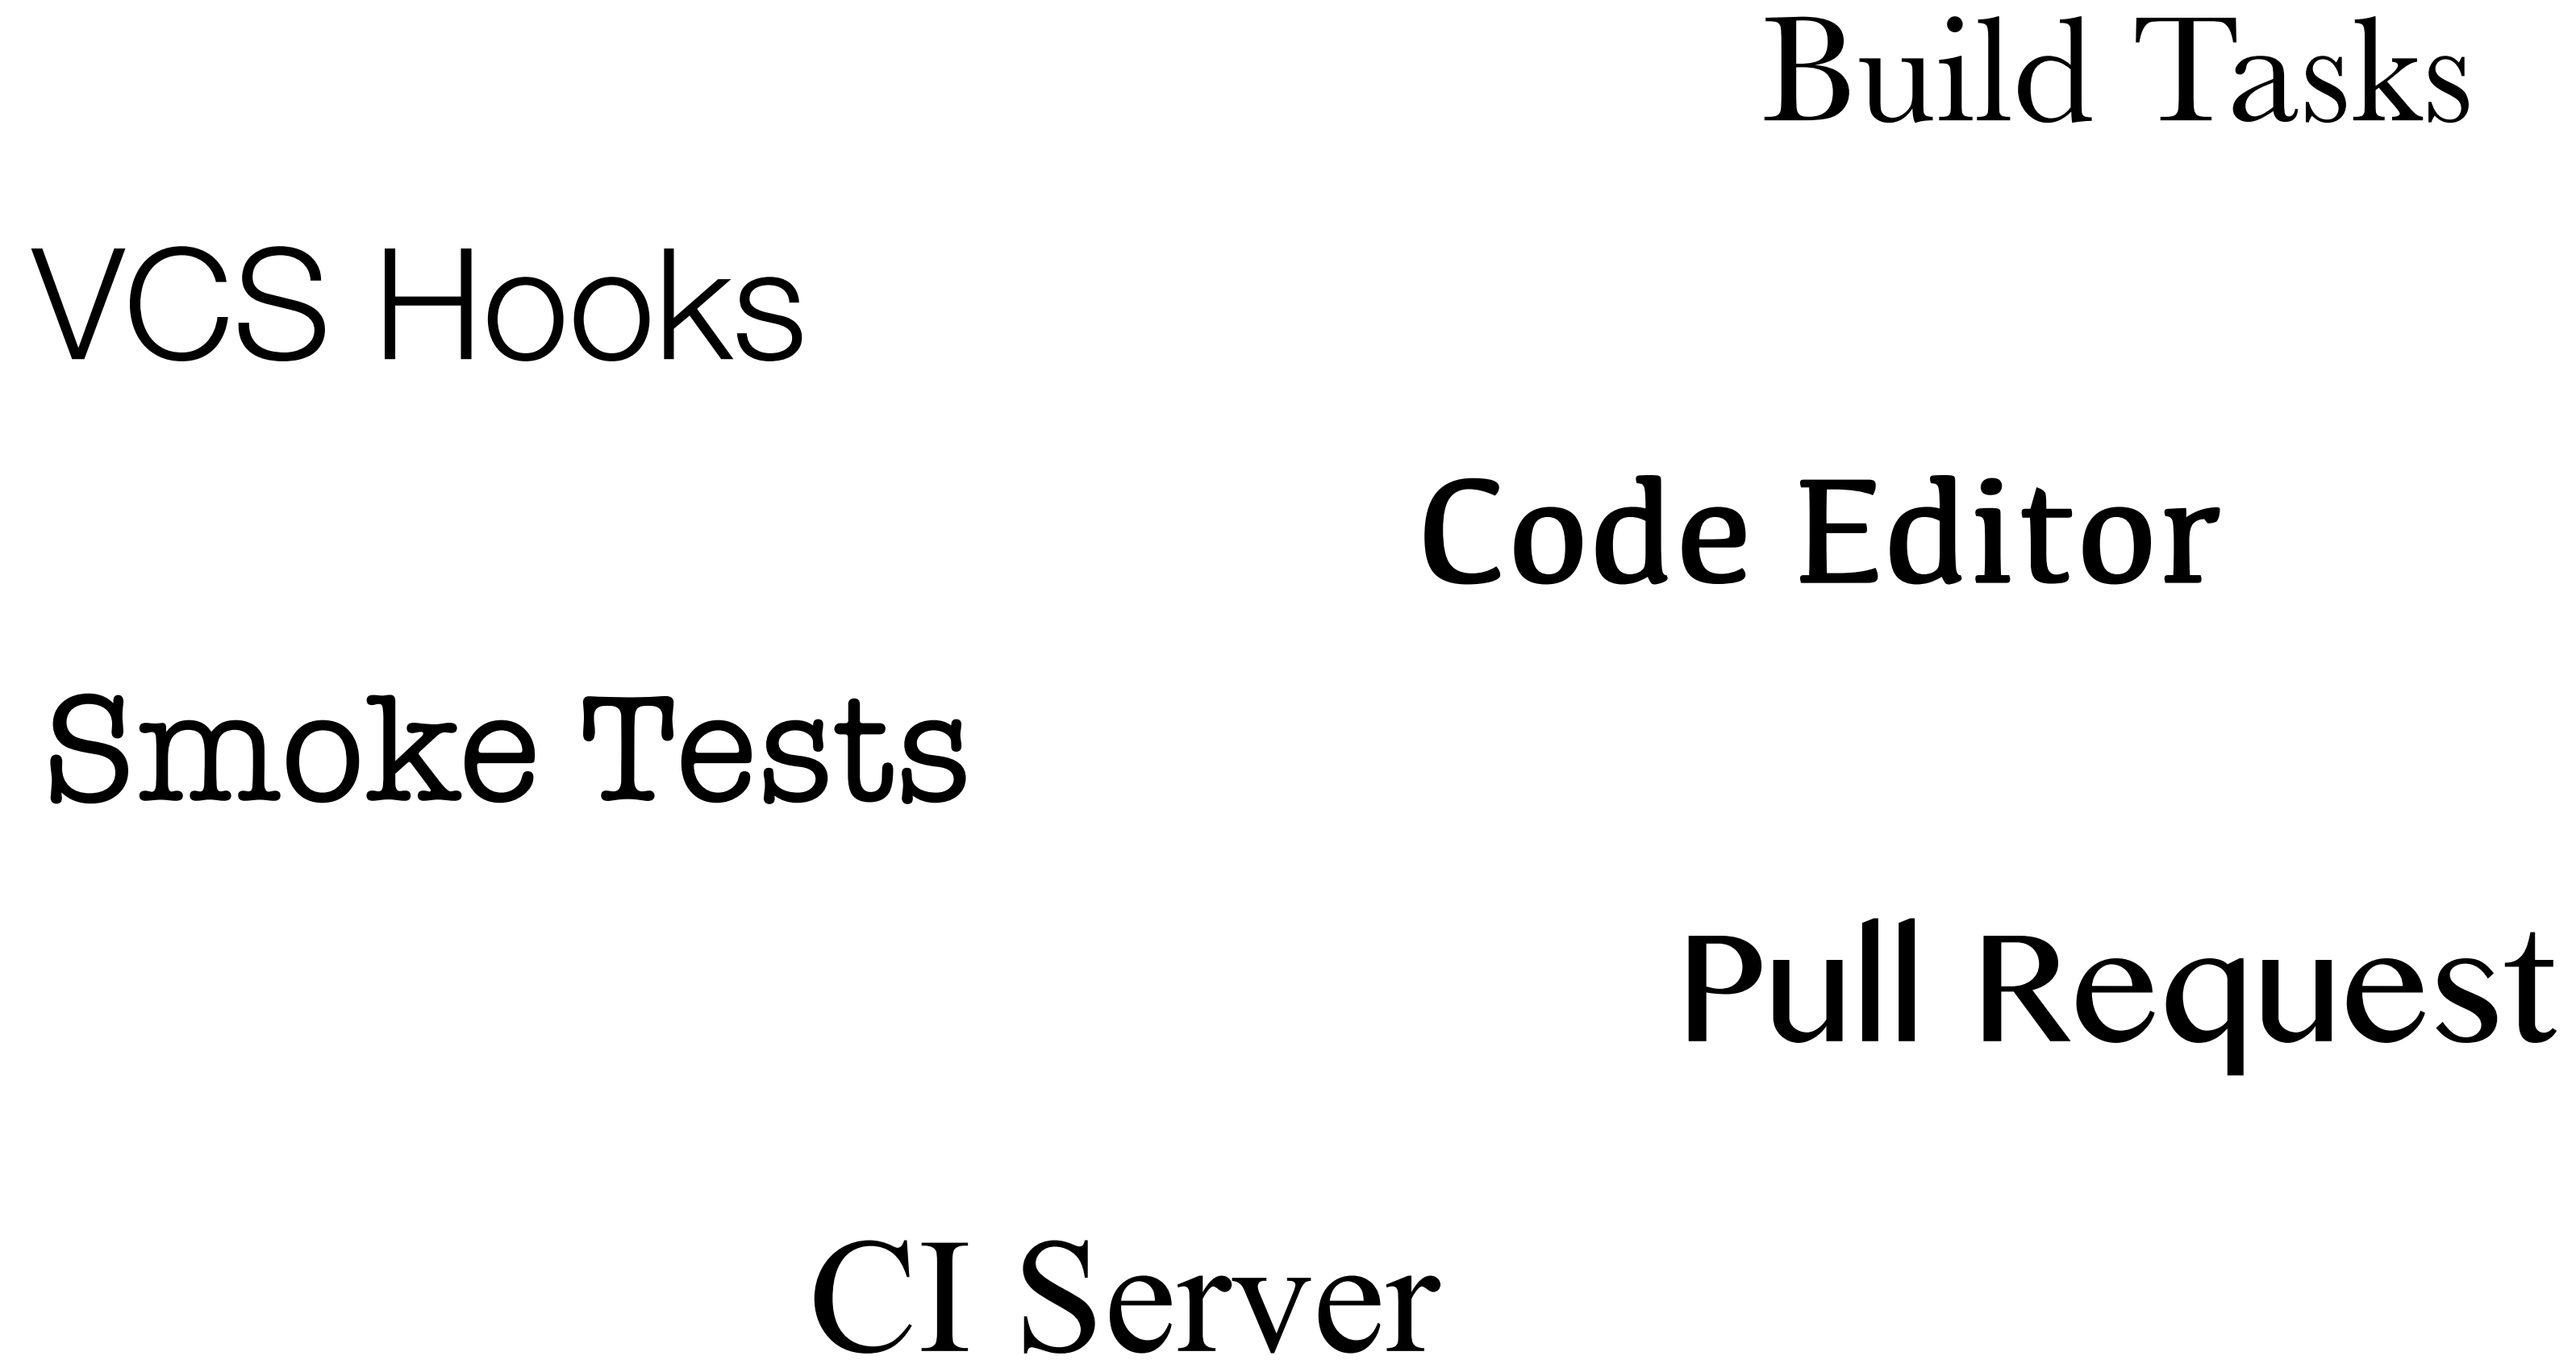 Build Tasks
VCS Hooks
Code Editor
Smoke Tests
Pull Request
CI Server